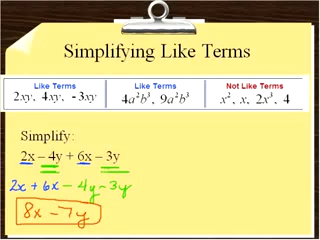 Simplifying Like Terms
Like Terms Like Terms Not Like Terms
2xy, 4xy, -3xy 4a²b³, 9a²b³ x², x, 2x³, 4
Simplify:
2x – 4y + 6x – 3y
2x + 6x – 4y – 3y
8x – 7y